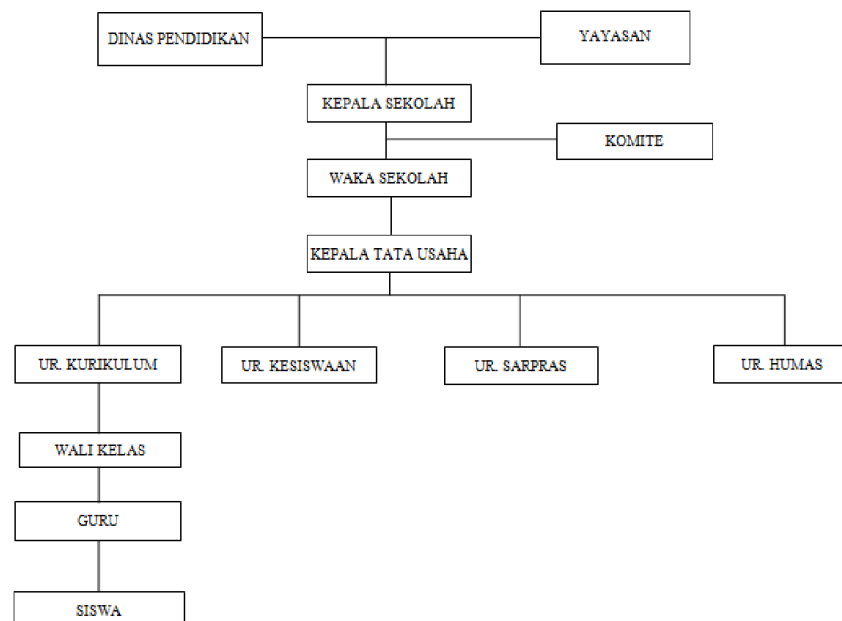 DINAS PENDIDIKAN
YAYASAN
KEPALA SEKOLAH
KOMITE
WAKA SEKOLAH
KEPALA TATA USAHA
UR. KURIKULUM
UR. KESISWAAN
UR. SARPRAS
UR. HUMAS
WALI KELAS
GURU
SISWA